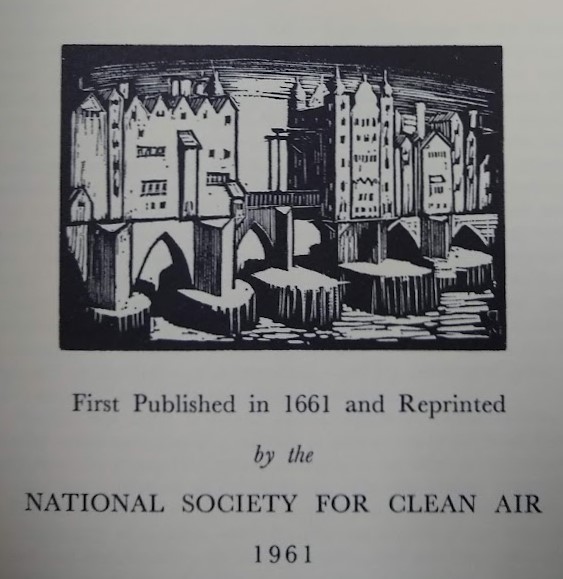 First Published in 1661 and Reprinted
by the
NATIONAL SOCIETY FOR CLEAN AIR
1961